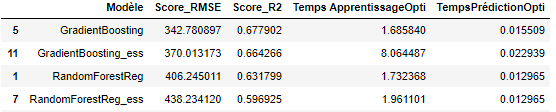 Modèle Score_RMSE Score_R2 Temps ApprentissageOpti TempsPrédictionOpti
5 GradientBoosting 342.780897 0.677902 1.685840 0.015509
11 GradientBoosting_ess 370.013173 0.664266 8.064487 0.022939
1 RandomForestReg 406.245011 0.631799 1.732368 0.012965
7 RandomForestReg_ess 438.234120 0.596925 1.961101 0.012965